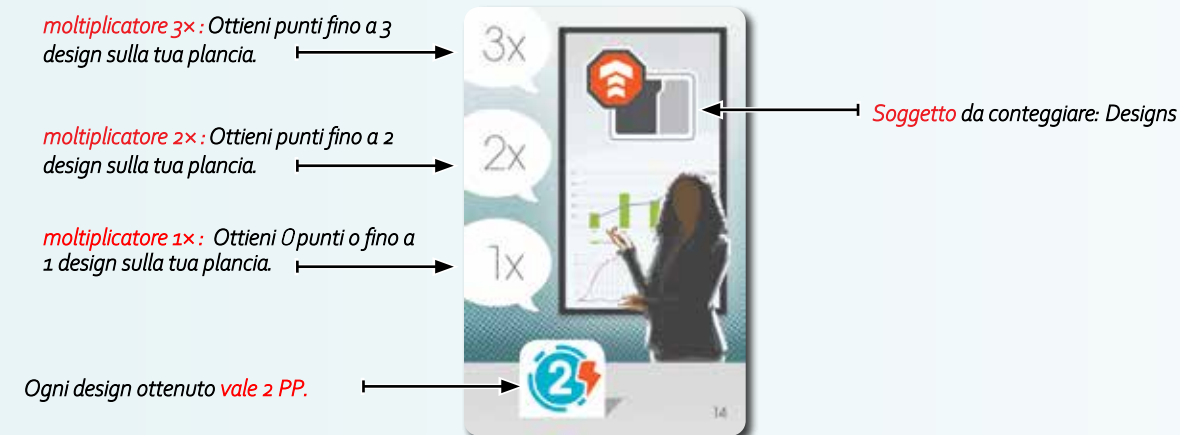 moltiplicatore 3× : Ottieni punti fino a 3
design sulla tua plancia.
3x
Soggetto da conteggiare: Designs
moltiplicatore 2× : Ottieni punti fino a 2
design sulla tua plancia.
2x
moltiplicatore 1× : Ottieni 0 punti o fino a
1 design sulla tua plancia.
1x
Ogni design ottenuto vale 2 PP.
2
14